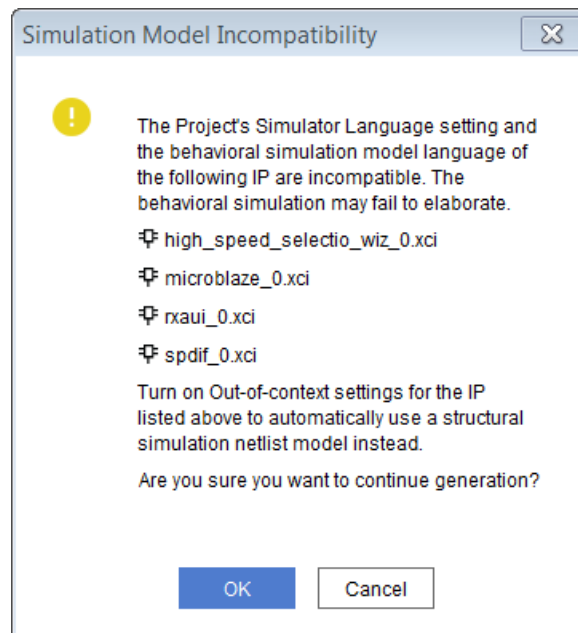 Simulation Model Incompatibility
The Project's Simulator Language setting and
the behavioral simulation model language of
the following IP are incompatible. The
behavioral simulation may fail to elaborate.
high_speed_selectio_wiz_0.xci
microblaze_0.xci
rxaui_0.xci
spdif_0.xci
Turn on Out-of-context settings for the IP
listed above to automatically use a structural
simulation netlist model instead.
Are you sure you want to continue generation?
OK
Cancel